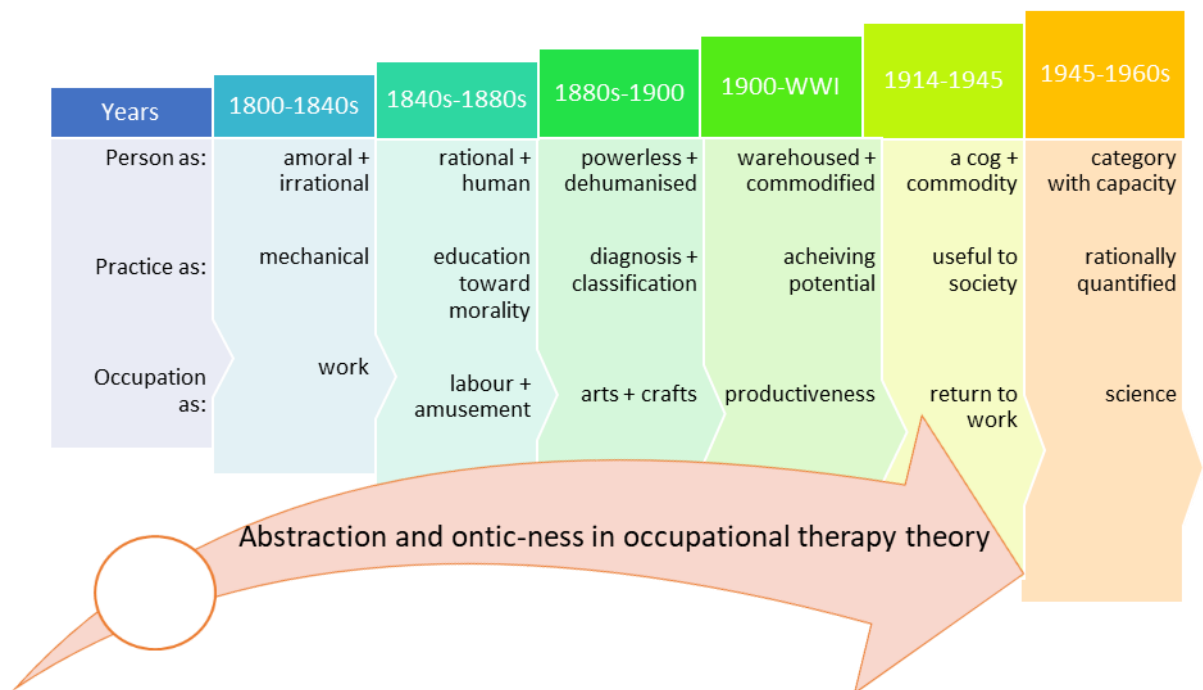 Years
1800-1840s
1840s-1880s
1880s-1900
1900-WWI
1914-1945
1945-1960s
Person as:
amoral +
irrational
rational +
human
powerless +
dehumanised
warehoused +
commodified
a cog +
commodity
category
with capacity
Practice as:
mechanical
education
toward
morality
diagnosis +
classification
acheiving
potential
useful to
society
rationally
quantified
Occupation
as:
work
labour +
amusement
arts + crafts
productiveness
return to
work
science
Abstraction and ontic-ness in occupational therapy theory